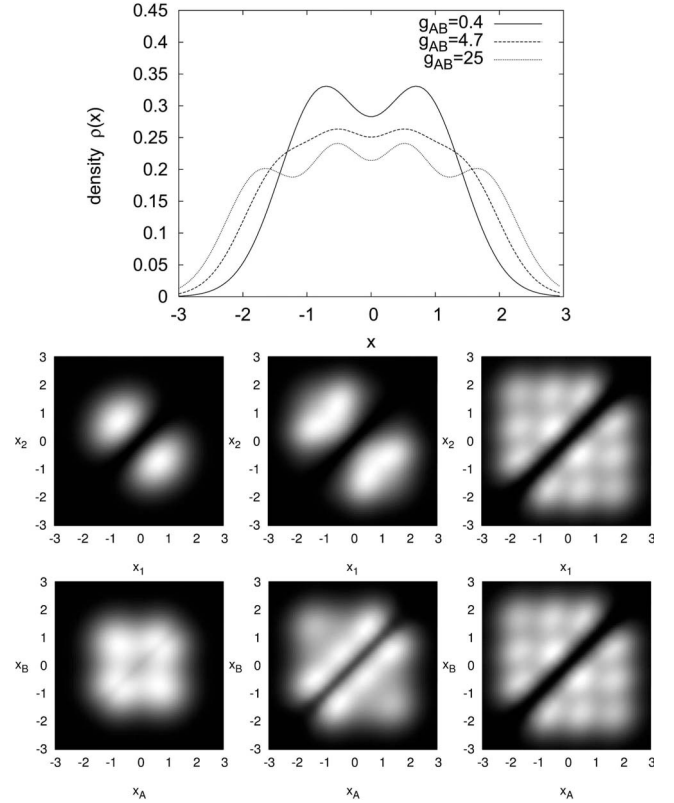 0.45
0.4
0.35
0.3
0.25
0.2
0.15
0.1
0.05
0
density ρ(x)
g_AB=0.4
g_AB=4.7
g_AB=25
-3 -2 -1 0 1 2 3
x
3 3 3
2 2 2
1 1 1
x₂ 0 x₂ 0 x₂ 0
-1 -1 -1
-2 -2 -2
-3 -3 -3
-3 -2 -1 0 1 2 3 -3 -2 -1 0 1 2 3 -3 -2 -1 0 1 2 3
x₁ x₁ x₁
3 3 3
2 2 2
1 1 1
x_B 0 x_B 0 x_B 0
-1 -1 -1
-2 -2 -2
-3 -3 -3
-3 -2 -1 0 1 2 3 -3 -2 -1 0 1 2 3 -3 -2 -1 0 1 2 3
x_A x_A x_A